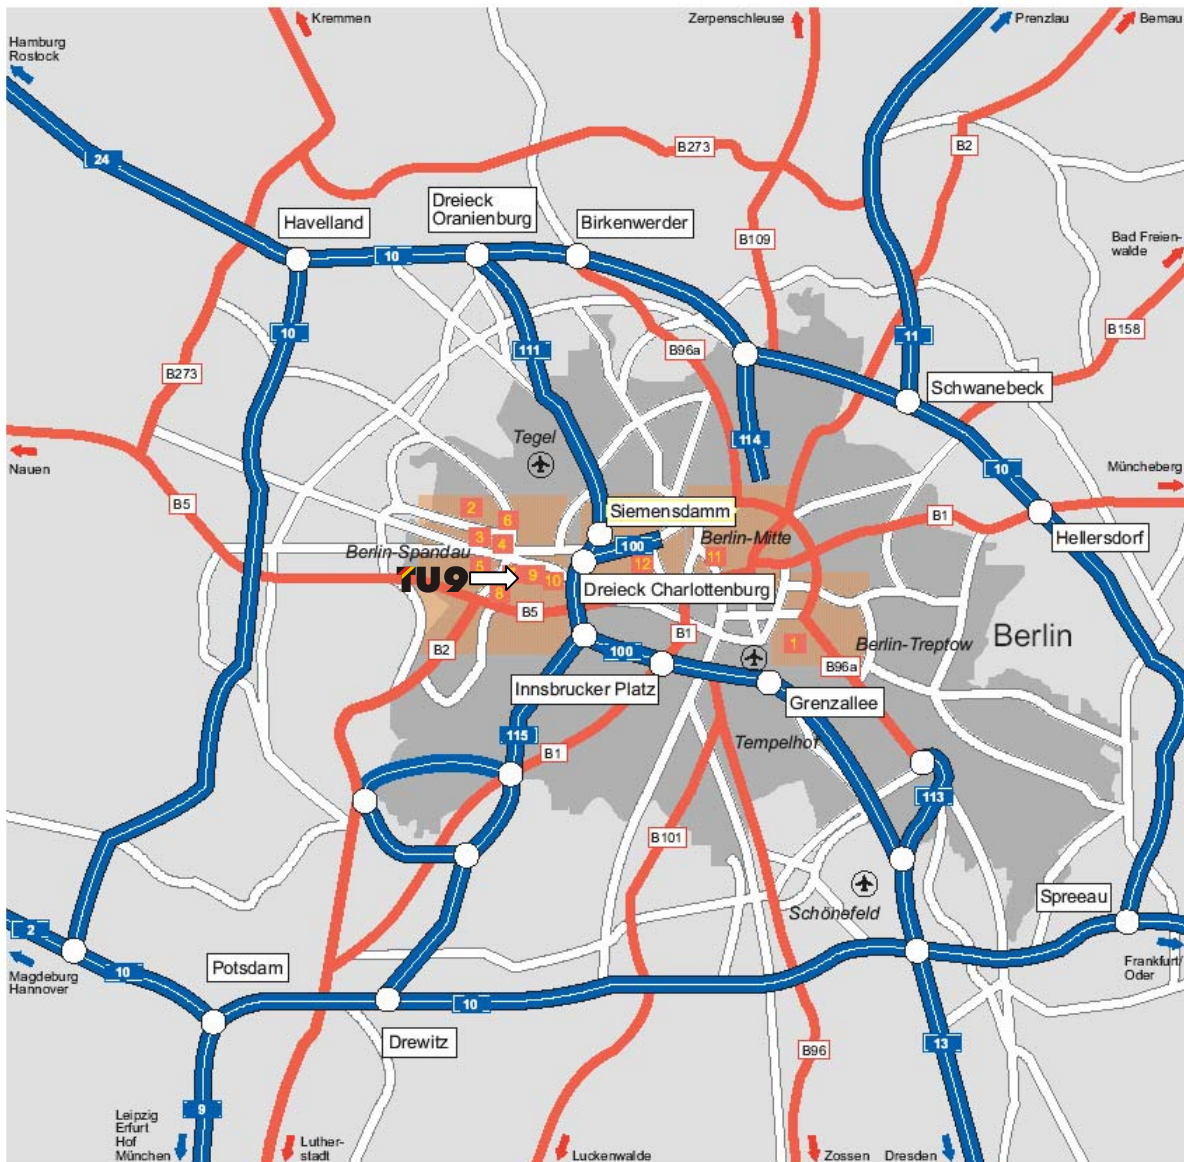 Kremmen
Zerpenschleuse
Prenzlau
Bernau
Hamburg
Rostock
24
B273
B2
Havelland
Dreieck
Oranienburg
Birkenwerder
10
B109
Bad Freien-
walde
10
111
B96a
11
B158
B273
Schwanebeck
Tegel
114
Nauen
10
Müncheberg
B5
2
6
Siemensdamm
B1
3
4
Berlin-Spandau
100
Berlin-Mitte
11
Hellersdorf
5
TU9
9
10
12
8
Dreieck Charlottenburg
B5
B1
1
Berlin-Treptow
Berlin
B2
100
B96a
Innsbrucker Platz
Grenzallee
115
B1
Tempelhof
113
B101
Schönefeld
Spreeau
2
Magdeburg
Hannover
10
Potsdam
Frankfurt/
Oder
10
Drewitz
B96
13
9
Leipzig
Erfurt
Hof
München
Luther-
stadt
Luckenwalde
Zossen
Dresden